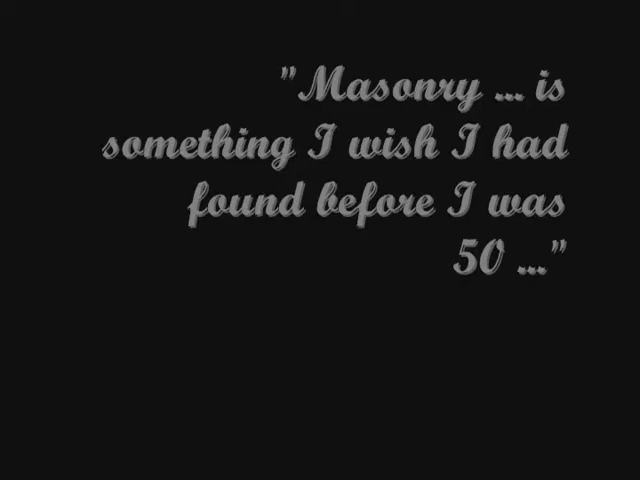 "Masonry ... is
something I wish I had
found before I was
50 ..."